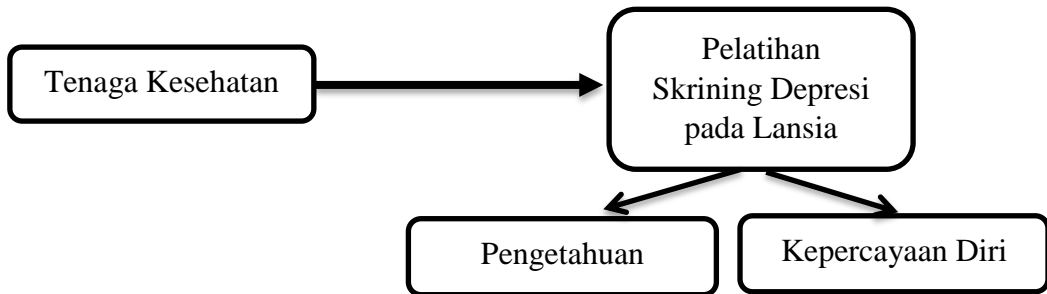 Tenaga Kesehatan
Pelatihan
Skrining Depresi
pada Lansia
Pengetahuan
Kepercayaan Diri